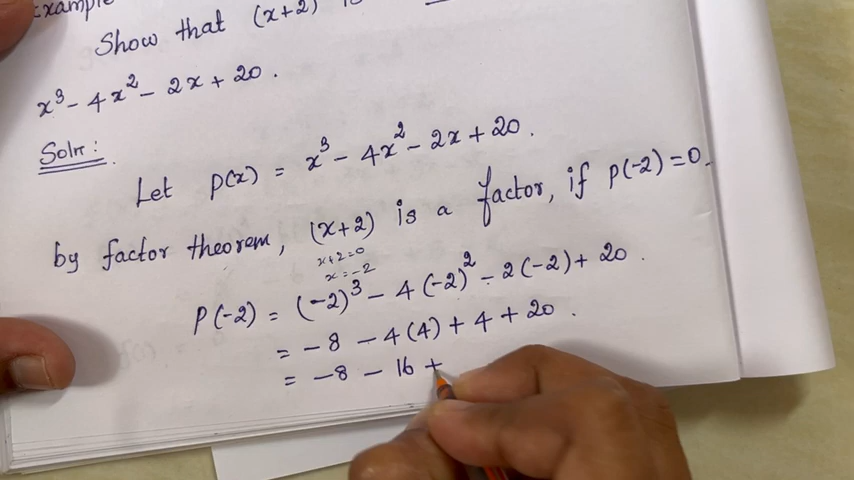 Example
Show that (x+2) is
x³ - 4x² - 2x + 20.
Soln:
Let p(x) = x³ - 4x² - 2x + 20.
by factor theorem, (x+2) is a factor, if p(-2)=0.
x+2=0
x=-2
P(-2) = (-2)³ - 4(-2)² - 2(-2) + 20.
= -8 - 4(4) + 4 + 20.
= -8 - 16 +